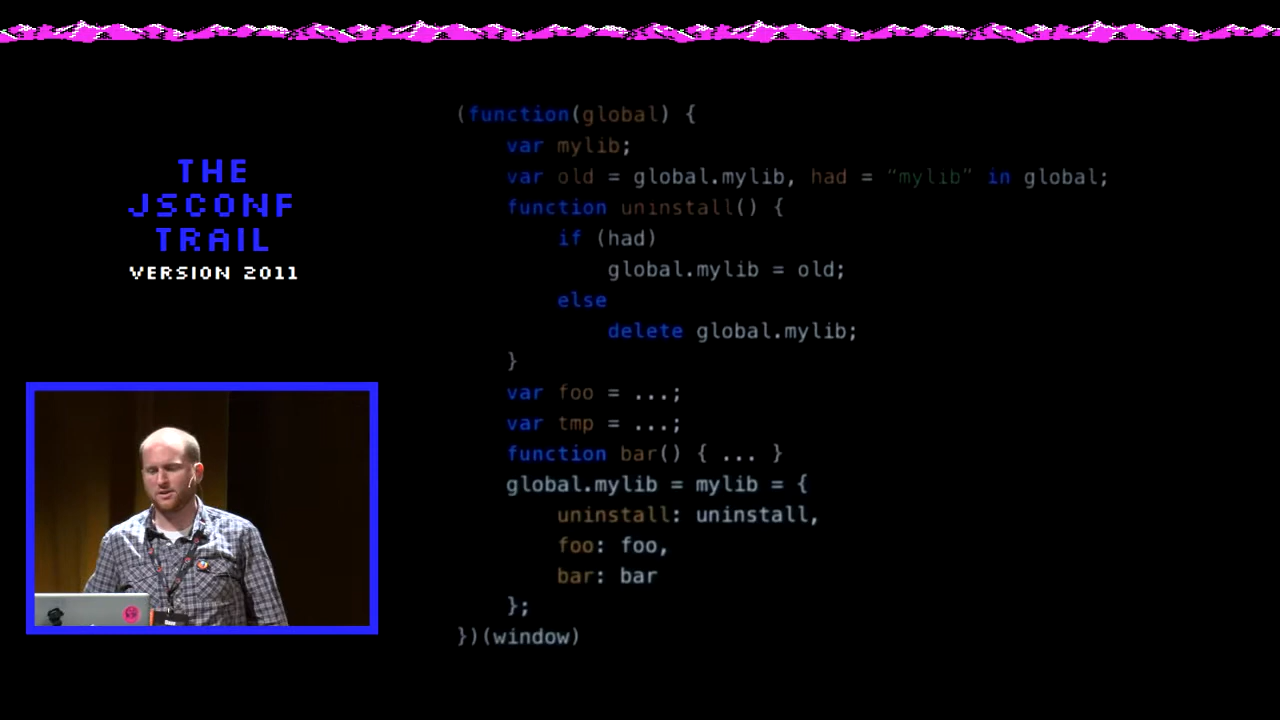 THE
JSCONF
TRAIL
VERSION 2011
(function(global) {
    var mylib;
    var old = global.mylib, had = “mylib” in global;
    function uninstall() {
        if (had)
            global.mylib = old;
        else
            delete global.mylib;
    }
    var foo = ...;
    var tmp = ...;
    function bar() { ... }
    global.mylib = mylib = {
        uninstall: uninstall,
        foo: foo,
        bar: bar
    };
})(window)